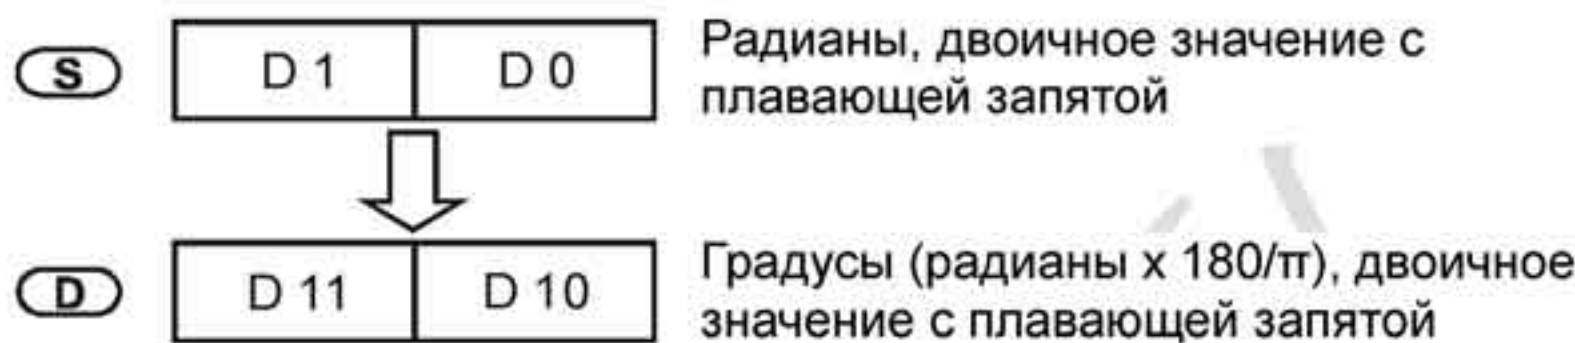 S D 1 D 0 Радианы, двоичное значение с
плавающей запятой
D D 11 D 10 Градусы (радианы x 180/π), двоичное
значение с плавающей запятой